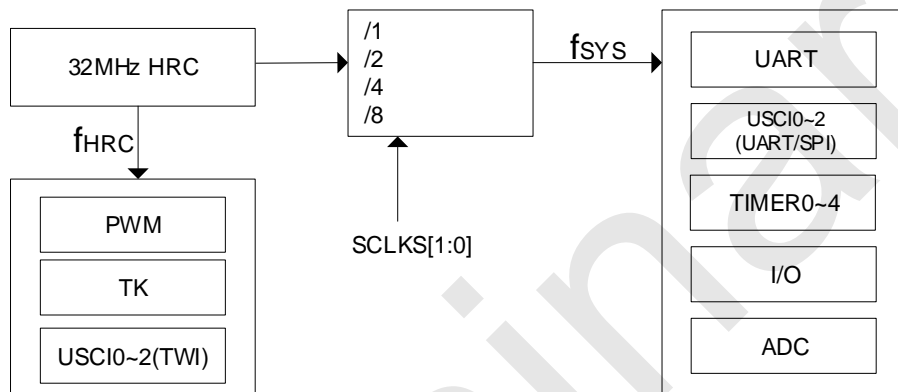 32MHz HRC
/1
/2
/4
/8
fSYS
fHRC
SCLKS[1:0]
PWM
TK
USCI0~2(TWI)
UART
USCI0~2
(UART/SPI)
TIMER0~4
I/O
ADC